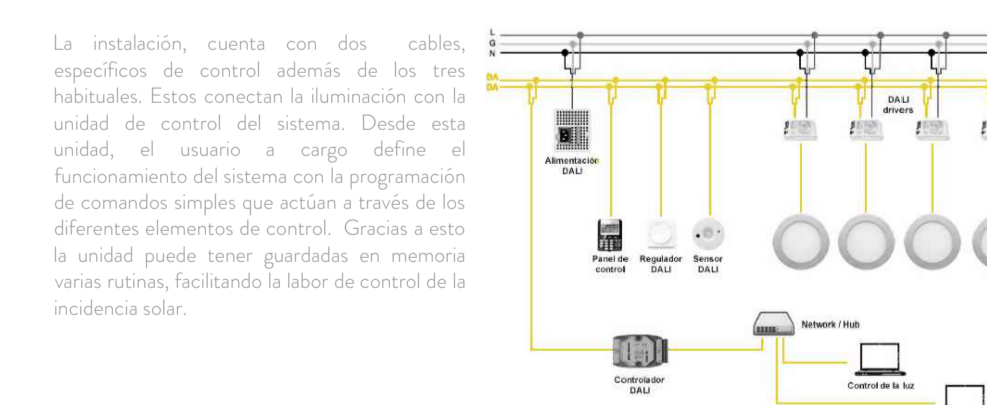 La instalación, cuenta con dos cables,
específicos de control además de los tres
habituales. Estos conectan la iluminación con la
unidad de control del sistema. Desde esta
unidad, el usuario a cargo define el
funcionamiento del sistema con la programación
de comandos simples que actúan a través de los
diferentes elementos de control. Gracias a esto
la unidad puede tener guardadas en memoria
varias rutinas, facilitando la labor de control de la
incidencia solar.
L
G
N
DA
DA
DALI
drivers
Alimentación
DALI
Panel de
control
Regulador
DALI
Sensor
DALI
Network / Hub
Controlador
DALI
Control de la luz